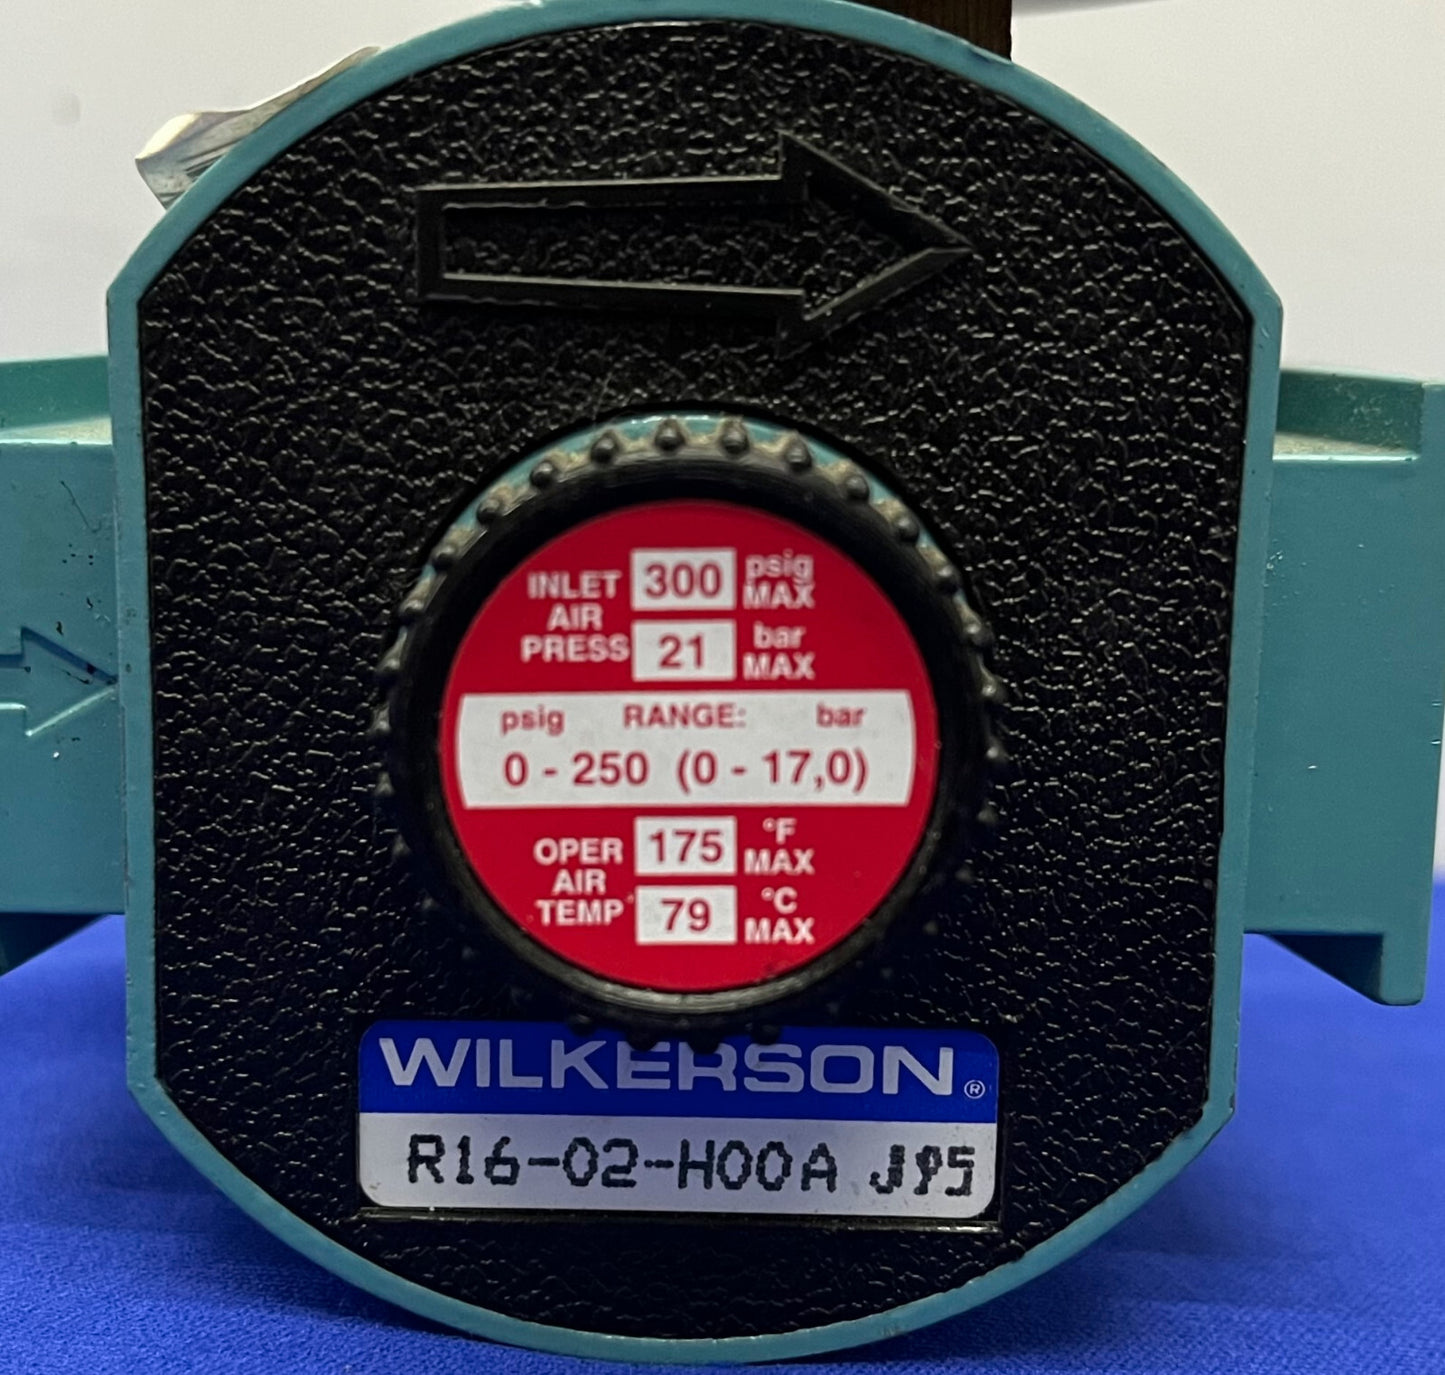 INLET AIR PRESS 300 psig MAX
21 bar MAX
psig RANGE: bar
0 - 250 (0 - 17,0)
OPER AIR TEMP 175 °F MAX
79 °C MAX
WILKERSON®
R16-02-H00A J95